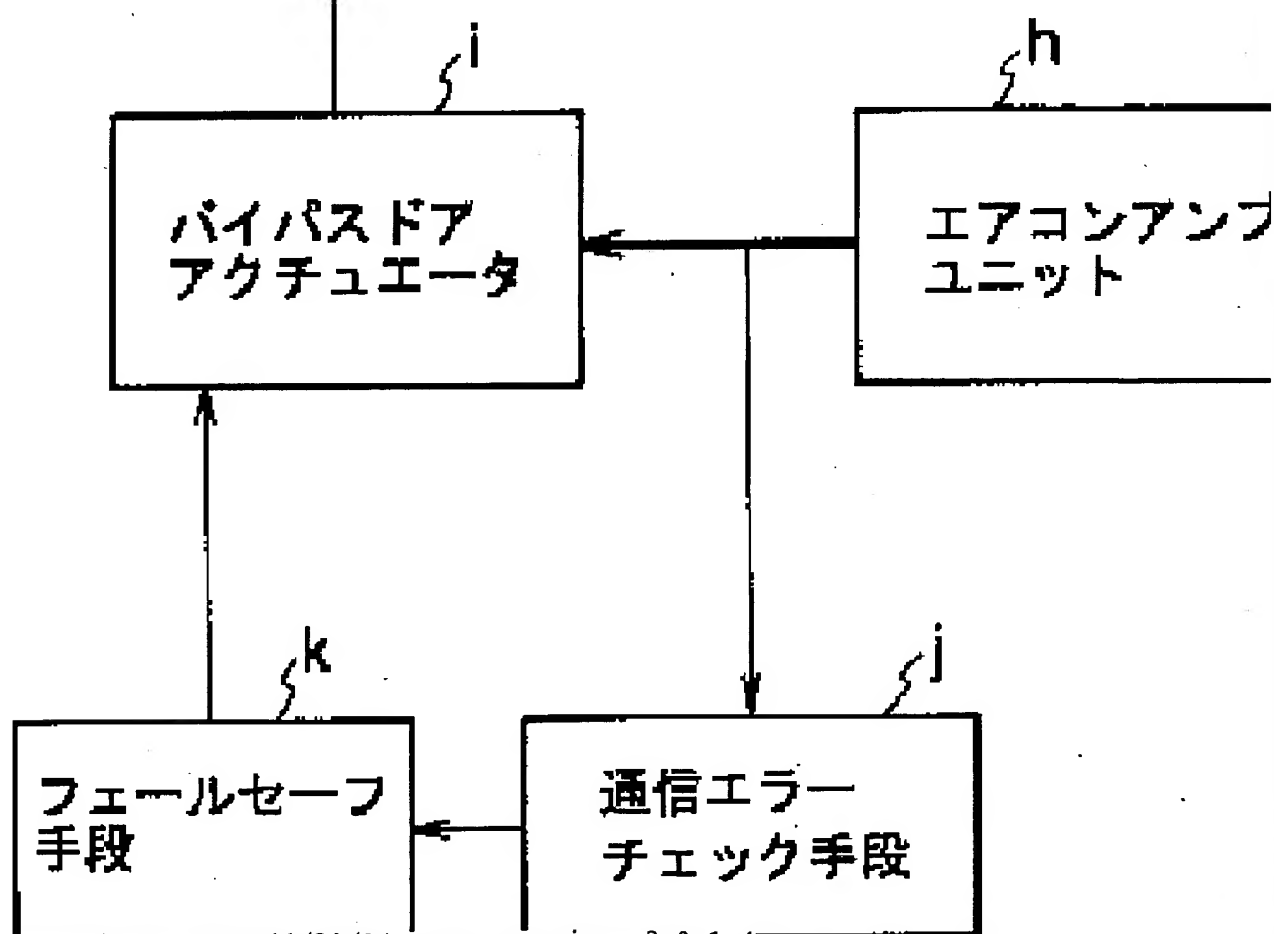 i
h
バイパスドア
アクチュエータ
エアコンアンプ
ユニット
k
j
フェールセーフ
手段
通信エラー
チェック手段